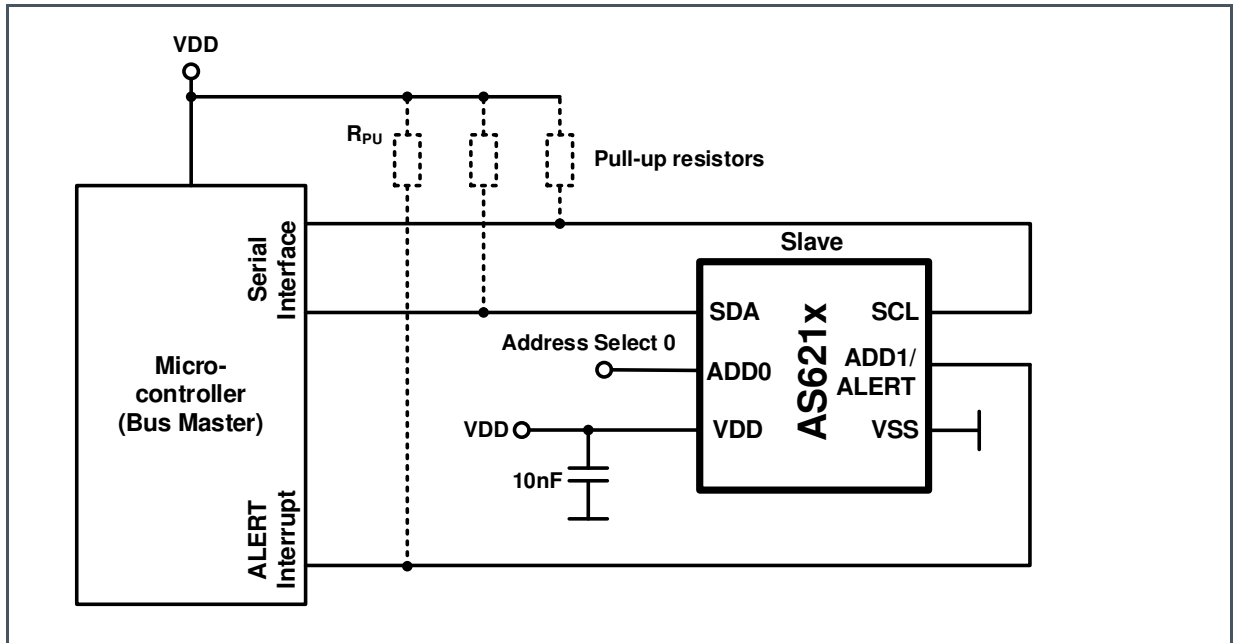 VDD
R_PU
Pull-up resistors
Serial
Interface
Slave
SDA
SCL
Address Select 0
ADD0
ADD1/
ALERT
AS621x
Micro-
controller
(Bus Master)
VDD
VDD
VSS
10nF
ALERT
Interrupt